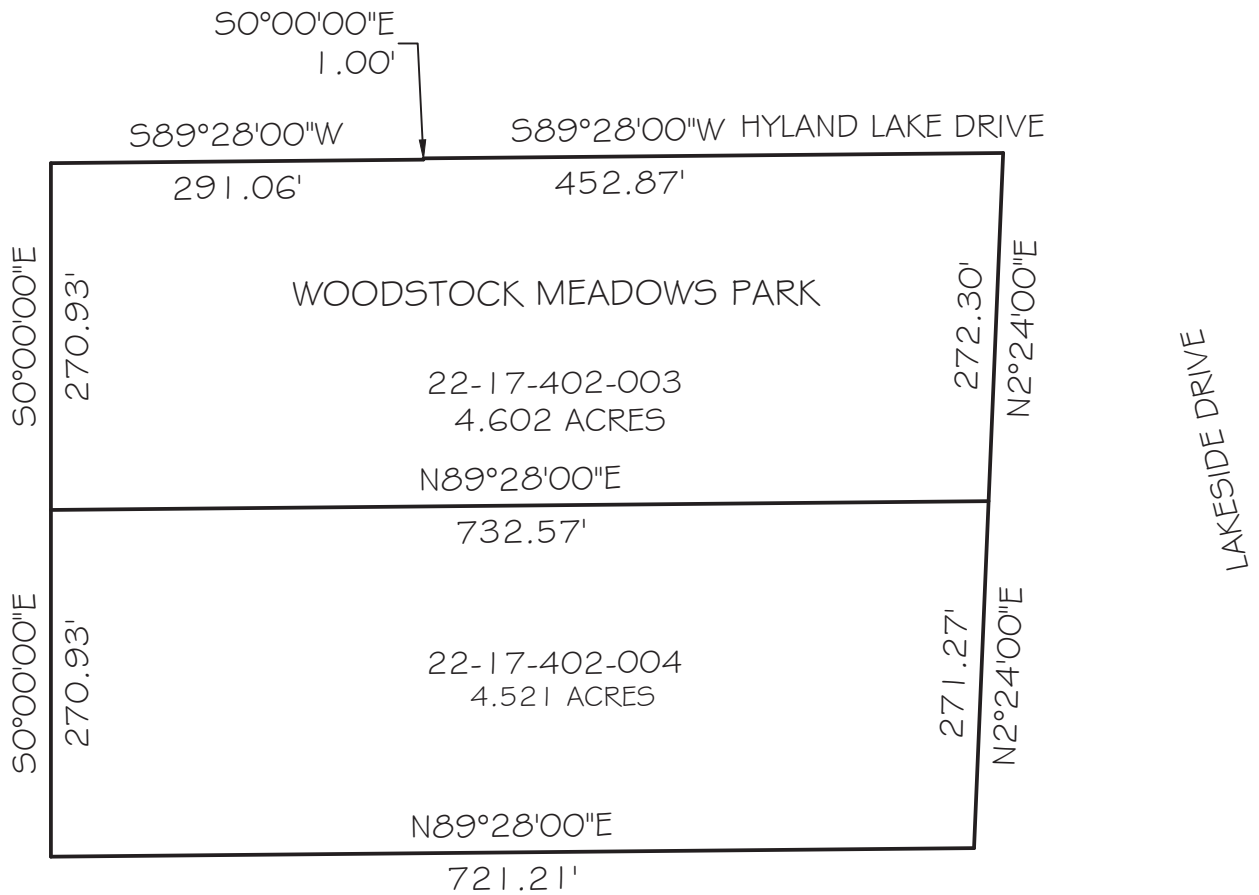 S0°00'00"E
1.00'
S89°28'00"W
S89°28'00"W HYLAND LAKE DRIVE
291.06'
452.87'
S0°00'00"E
270.93'
WOODSTOCK MEADOWS PARK
272.30'
N2°24'00"E
22-17-402-003
4.602 ACRES
LAKESIDE DRIVE
N89°28'00"E
732.57'
S0°00'00"E
270.93'
22-17-402-004
4.521 ACRES
271.27'
N2°24'00"E
N89°28'00"E
721.21'